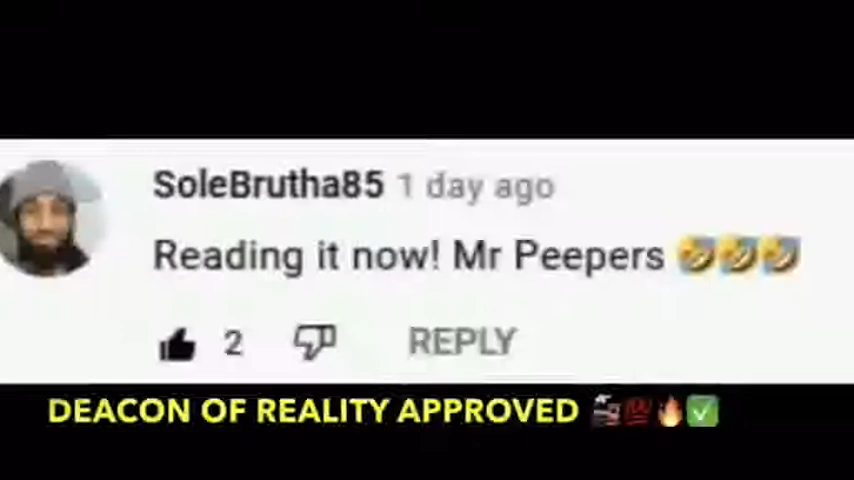 SoleBrutha85 1 day ago
Reading it now! Mr Peepers 🤣🤣🤣
2 REPLY
DEACON OF REALITY APPROVED 💯🔥✅